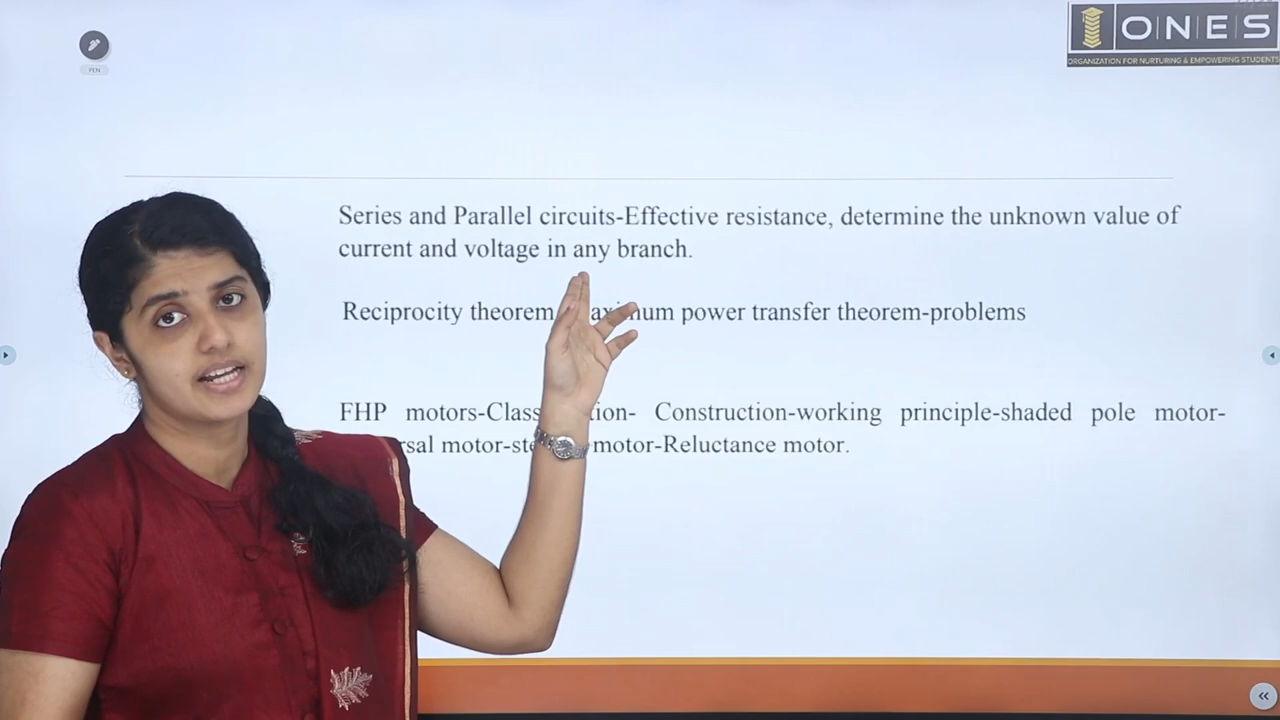 ONES
ORGANIZATION FOR NURTURING & EMPOWERING STUDENTS
PEN
Series and Parallel circuits-Effective resistance, determine the unknown value of
current and voltage in any branch.
Reciprocity theorem power transfer theorem-problems
FHP motors- Construction-working principle-shaded pole motor-
motor- motor-Reluctance motor.